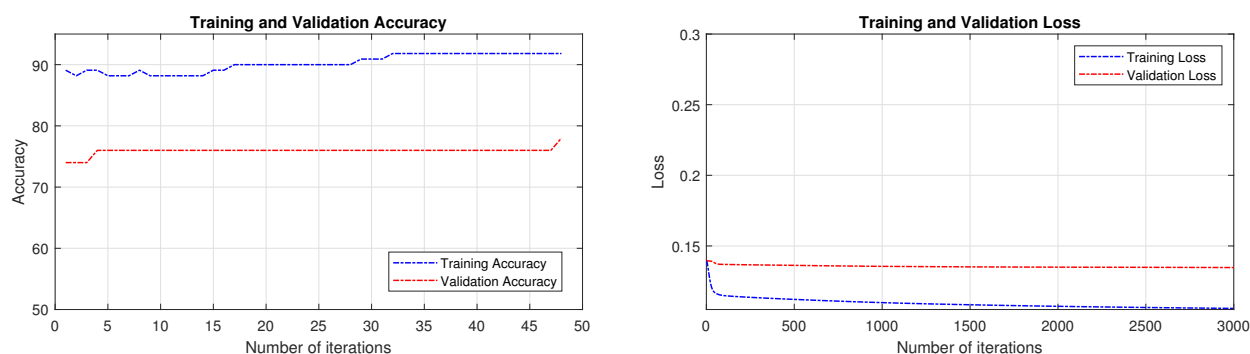 Training and Validation Accuracy
Accuracy
90
80
70
60
50
0 5 10 15 20 25 30 35 40 45 50
Number of iterations
Training Accuracy
Validation Accuracy
Training and Validation Loss
Loss
0.3
0.25
0.2
0.15
0 500 1000 1500 2000 2500 3000
Number of iterations
Training Loss
Validation Loss